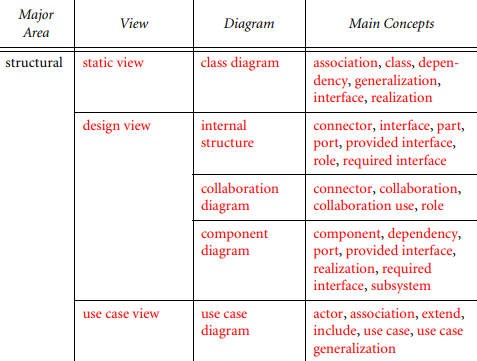 Major
Area
View
Diagram
Main Concepts
structural
static view
class diagram
association, class, depen-
dency, generalization,
interface, realization
design view
internal
structure
connector, interface, part,
port, provided interface,
role, required interface
collaboration
diagram
connector, collaboration,
collaboration use, role
component
diagram
component, dependency,
port, provided interface,
realization, required
interface, subsystem
use case view
use case
diagram
actor, association, extend,
include, use case, use case
generalization